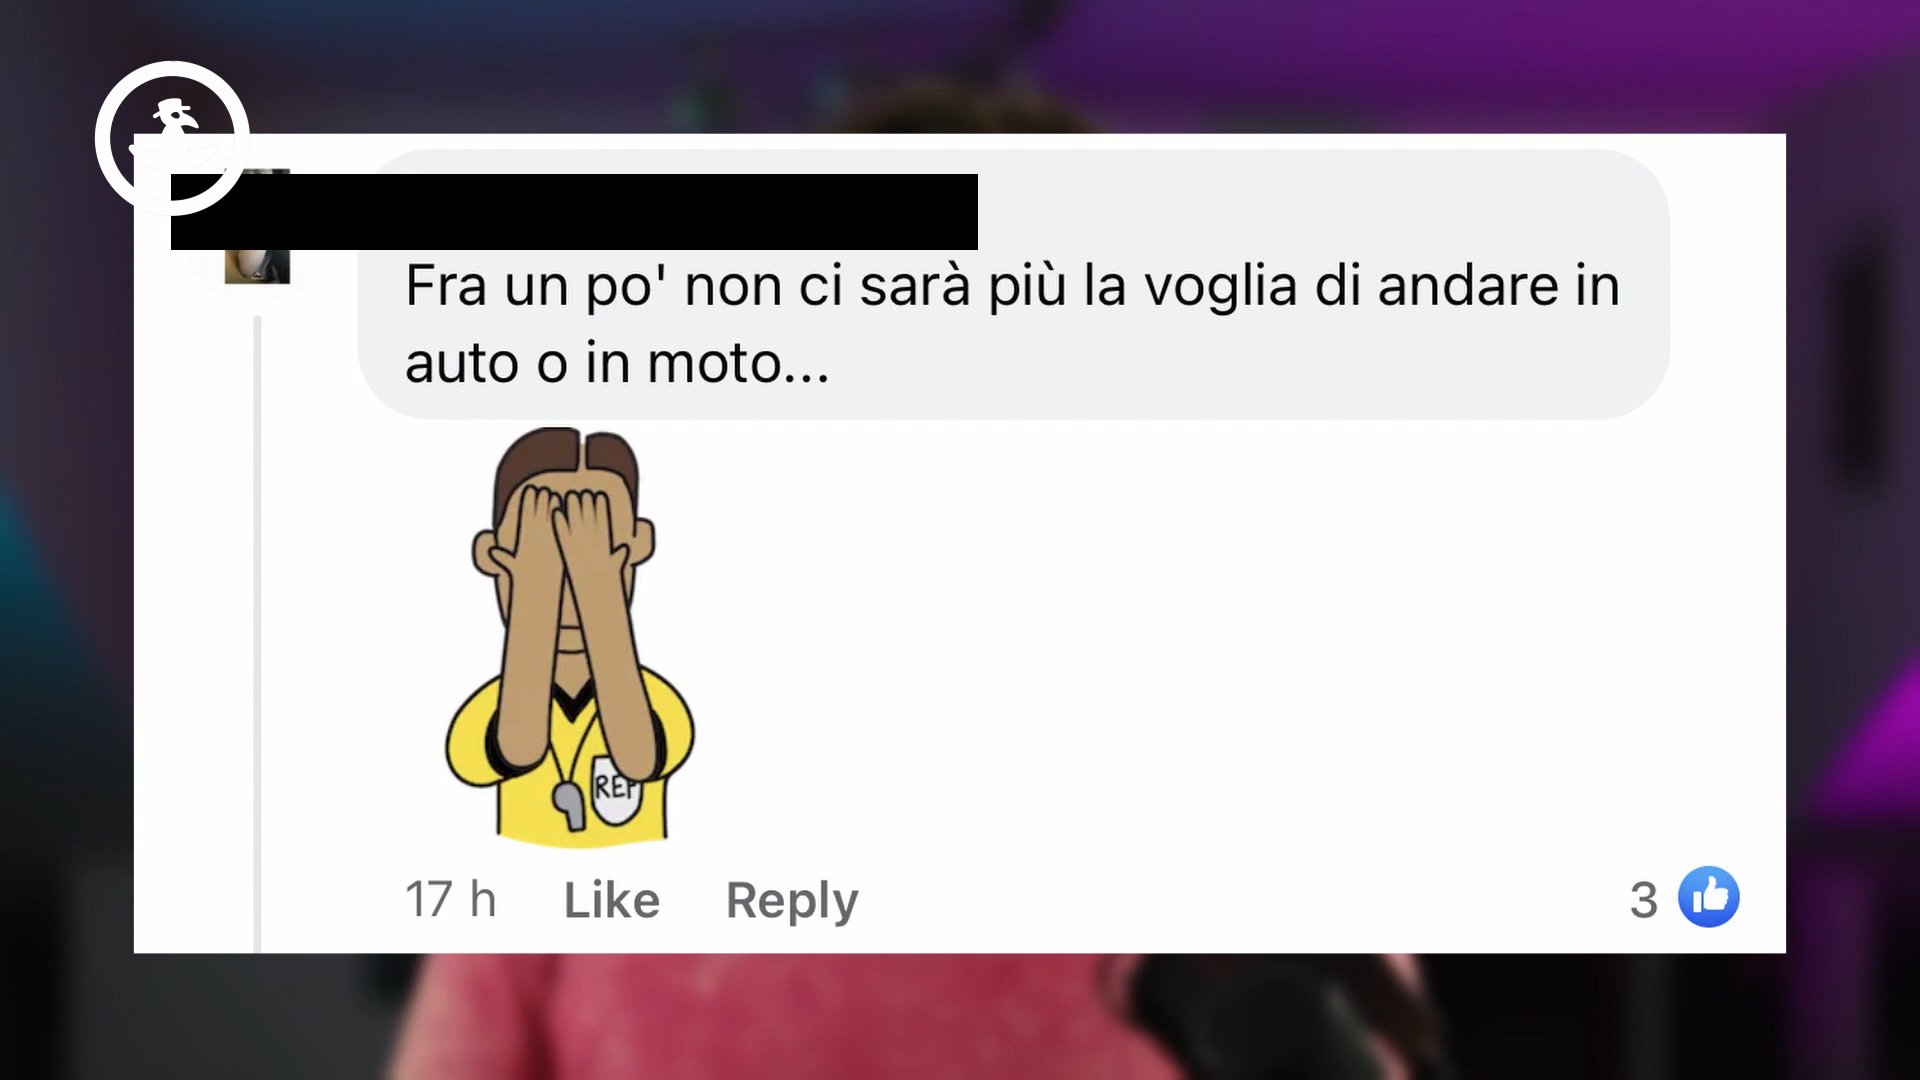 Fra un po' non ci sarà più la voglia di andare in
auto o in moto...
REF
17 h Like Reply 3